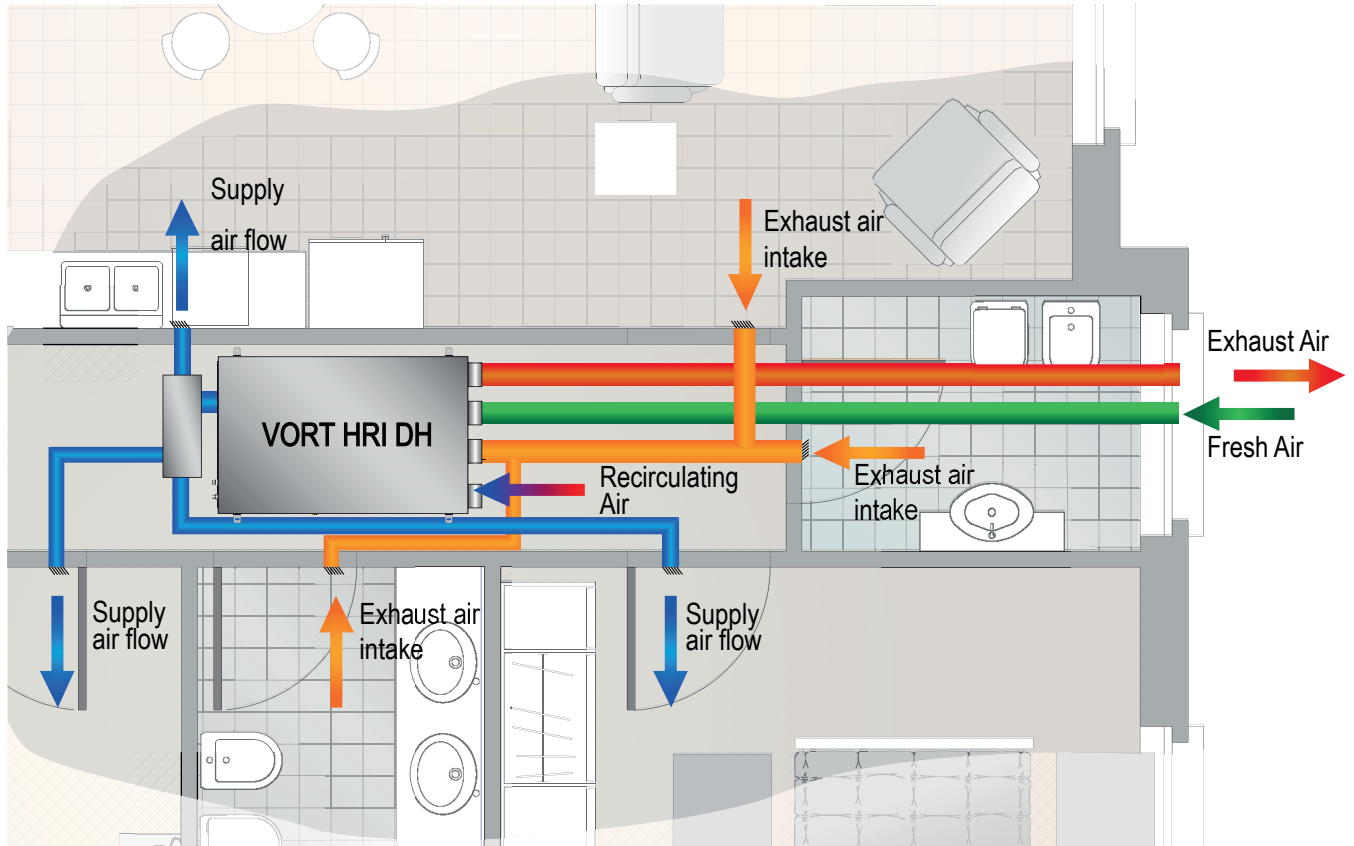 Supply
air flow
Exhaust air
intake
Exhaust Air
VORT HRI DH
Fresh Air
Recirculating
Air
Exhaust air
intake
Supply
air flow
Exhaust air
intake
Supply
air flow